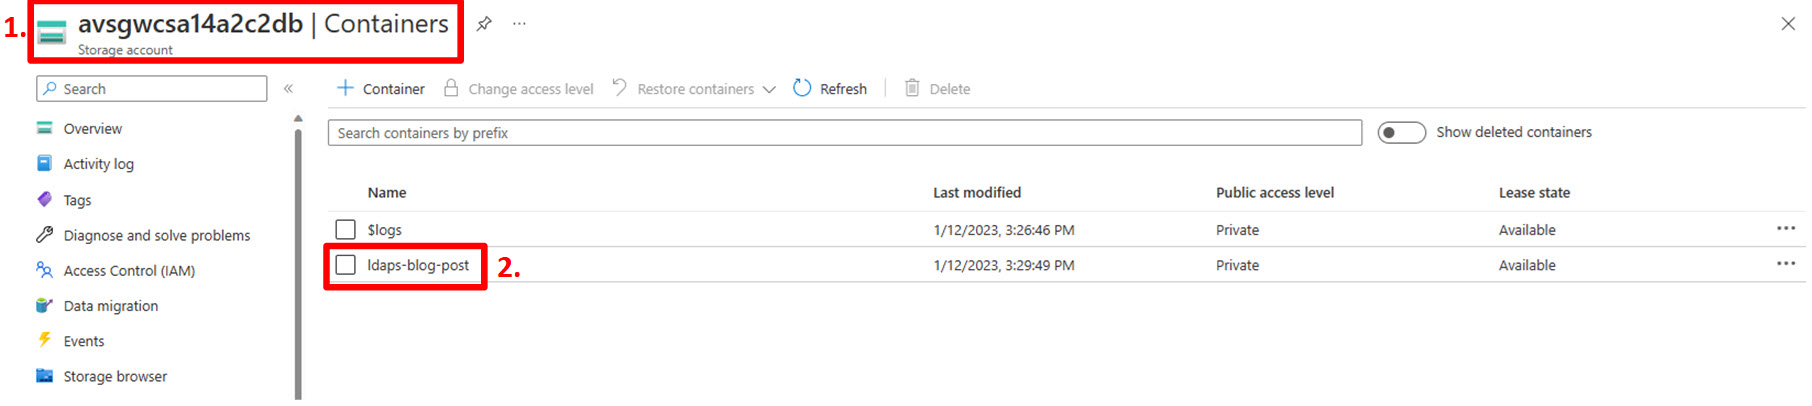 1.
avsgwcsa14a2c2db | Containers
...
Storage account
Search
«
+ Container
Change access level
Restore containers
Refresh
Delete
Overview
Activity log
Tags
Diagnose and solve problems
Access Control (IAM)
Data migration
Events
Storage browser
Search containers by prefix
Show deleted containers
Name Last modified Public access level Lease state
$logs 1/12/2023, 3:26:46 PM Private Available ...
ldaps-blog-post 2. 1/12/2023, 3:29:49 PM Private Available ...